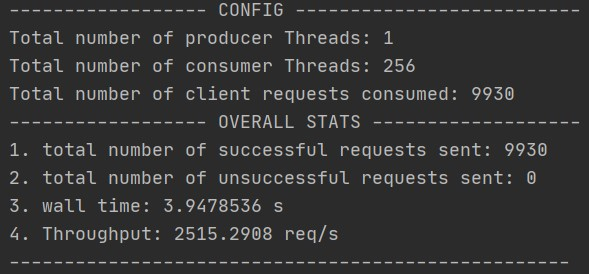 ------------------ CONFIG --------------------------
Total number of producer Threads: 1
Total number of consumer Threads: 256
Total number of client requests consumed: 9930
------------------ OVERALL STATS -------------------
1. total number of successful requests sent: 9930
2. total number of unsuccessful requests sent: 0
3. wall time: 3.9478536 s
4. Throughput: 2515.2908 req/s
---------------------------------------------------